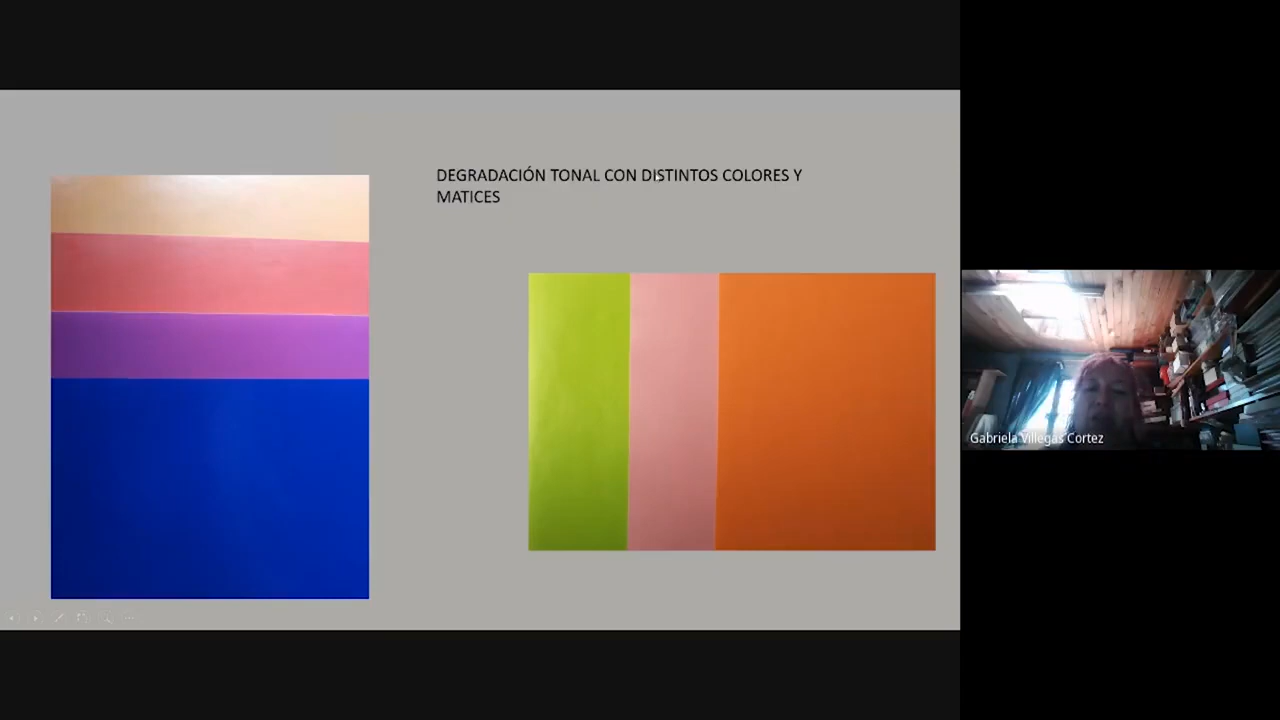 DEGRADACIÓN TONAL CON DISTINTOS COLORES Y
MATICES
Gabriela Villegas Cortez